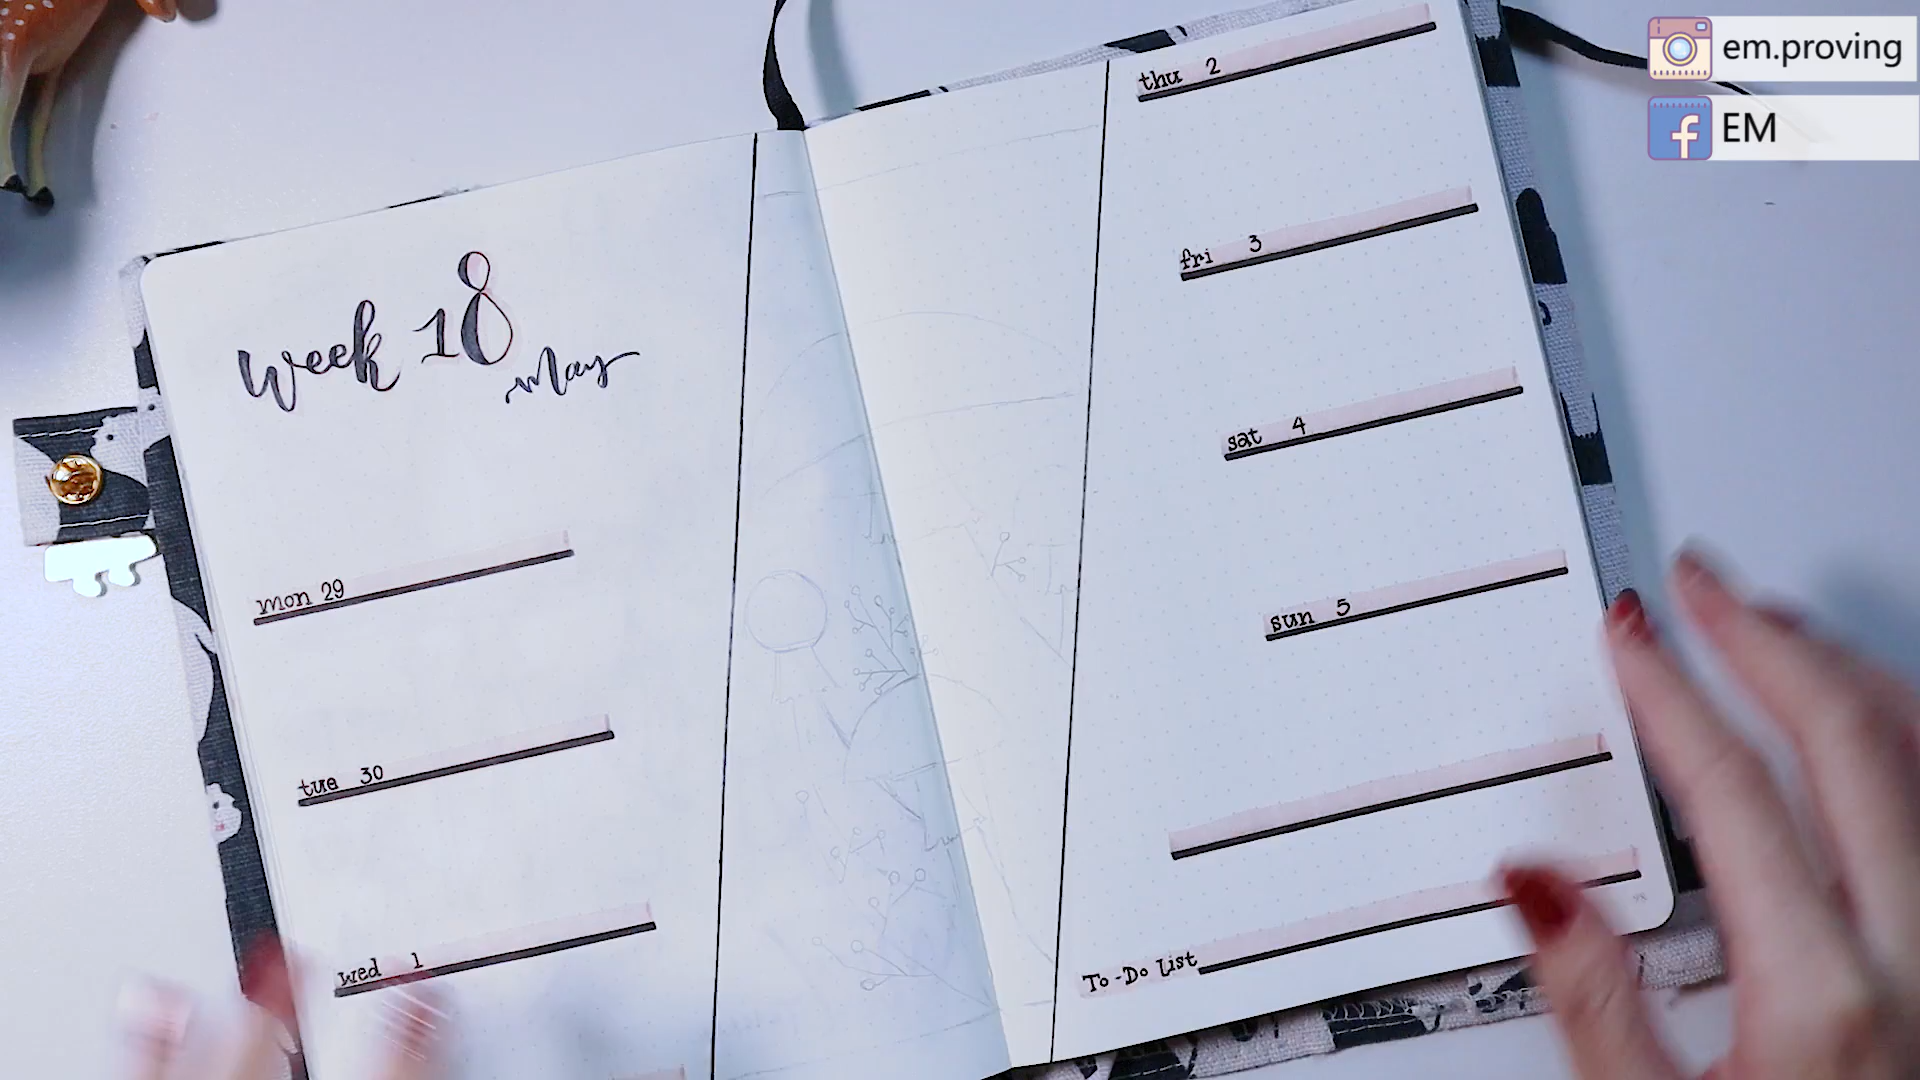 week 18
May
mon 29
tue 30
wed 1
thu 2
fri 3
sat 4
sun 5
To-Do List
em.proving
EM